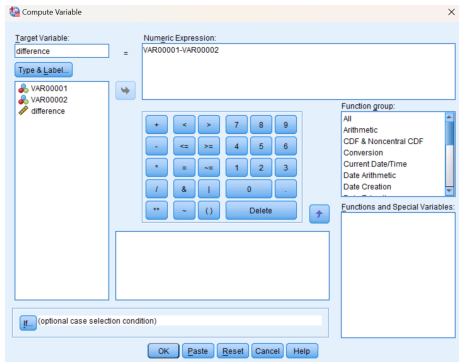 Compute Variable
Target Variable:
difference
=
Numeric Expression:
VAR00001-VAR00002
Type & Label...
VAR00001
VAR00002
difference
+ < > 7 8 9
- <= >= 4 5 6
* = ~= 1 2 3
/ & | 0 .
** ~ ( ) Delete
Function group:
All
Arithmetic
CDF & Noncentral CDF
Conversion
Current Date/Time
Date Arithmetic
Date Creation
Functions and Special Variables:
If... (optional case selection condition)
OK Paste Reset Cancel Help